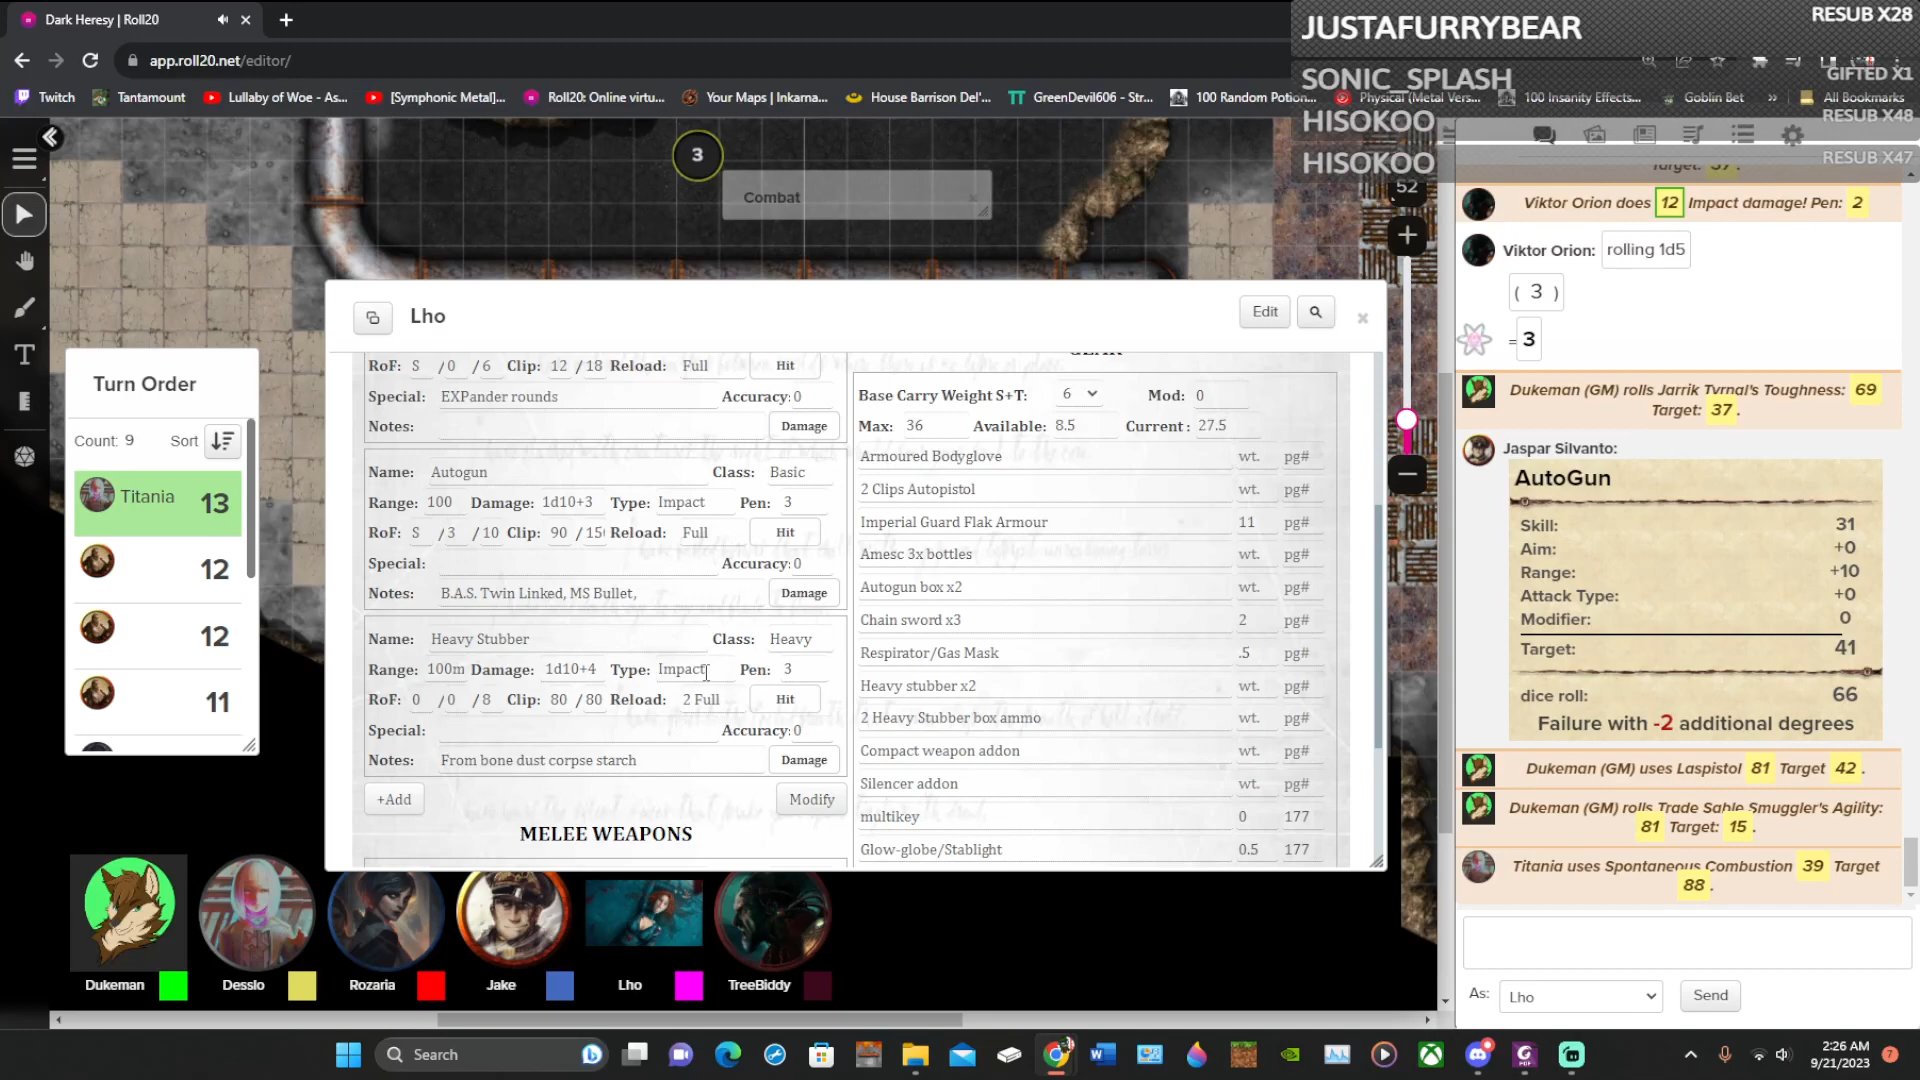 Dark Heresy | Roll20
app.roll20.net/editor/
Twitch
Tantamount
Lullaby of Woe - As...
[Symphonic Metal]...
Roll20: Online virtu...
Your Maps | Inkarna...
House Barrison Del'...
GreenDevil606 - Str...
100 Random Potion...
Physical (Metal Vers...
100 Insanity Effects...
Goblin Bet
»
All Bookmarks
JUSTAFURRYBEAR
RESUB X28
SONIC_SPLASH
GIFTED X1
HISOKOO
RESUB X48
HISOKOO
RESUB X47
3
Combat
52
Turn Order
Count: 9
Sort
Titania 13
12
12
11
Lho
Edit
RoF: S /0 /6 Clip: 12 /18 Reload: Full Hit
Special: EXPander rounds Accuracy: 0
Notes: Damage
Name: Autogun Class: Basic
Range: 100 Damage: 1d10+3 Type: Impact Pen: 3
RoF: S /3 /10 Clip: 90 /15 Reload: Full Hit
Special: Accuracy: 0
Notes: B.A.S. Twin Linked, MS Bullet, Damage
Name: Heavy Stubber Class: Heavy
Range: 100m Damage: 1d10+4 Type: Impact Pen: 3
RoF: 0 /0 /8 Clip: 80 /80 Reload: 2 Full Hit
Special: Accuracy: 0
Notes: From bone dust corpse starch Damage
+Add
Modify
MELEE WEAPONS
GEAR
Base Carry Weight S+T: 6 Mod: 0
Max: 36 Available: 8.5 Current: 27.5
Armoured Bodyglove wt. pg#
2 Clips Autopistol wt. pg#
Imperial Guard Flak Armour 11 pg#
Amesc 3x bottles wt. pg#
Autogun box x2 wt. pg#
Chain sword x3 2 pg#
Respirator/Gas Mask .5 pg#
Heavy stubber x2 wt. pg#
2 Heavy Stubber box ammo wt. pg#
Compact weapon addon wt. pg#
Silencer addon wt. pg#
multikey 0 177
Glow-globe/Stablight 0.5 177
Target: 37 .
Viktor Orion does 12 Impact damage! Pen: 2
Viktor Orion: rolling 1d5
( 3 )
= 3
Dukeman (GM) rolls Jarrik Tyrnal's Toughness: 69
Target: 37 .
Jaspar Silvanto:
AutoGun
Skill: 31
Aim: +0
Range: +10
Attack Type: +0
Modifier: 0
Target: 41
dice roll: 66
Failure with -2 additional degrees
Dukeman (GM) uses Laspistol 81 Target 42 .
Dukeman (GM) rolls Trade Sable Smuggler's Agility:
81 Target: 15 .
Titania uses Spontaneous Combustion 39 Target
88 .
As: Lho
Send
Dukeman
Desslo
Rozaria
Jake
Lho
TreeBiddy
Search
2:26 AM
9/21/2023
7